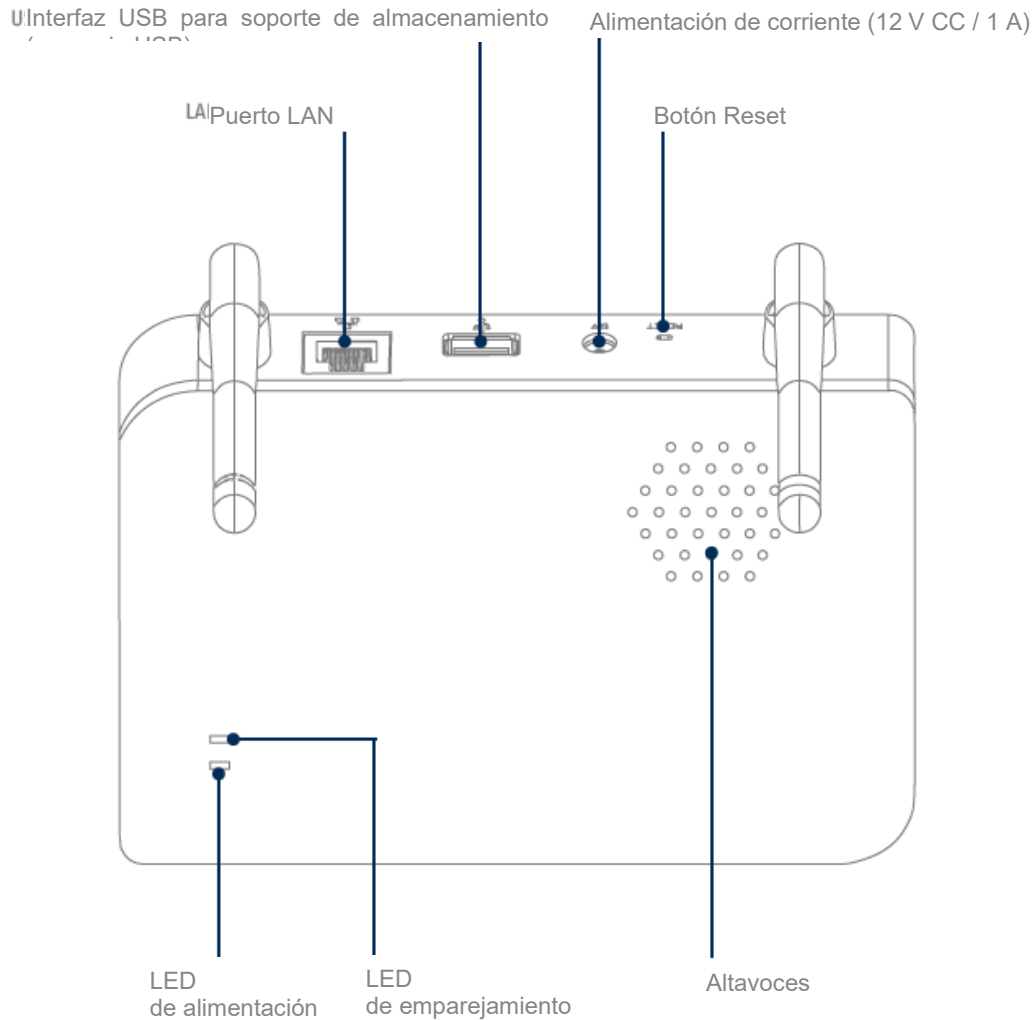 Interfaz USB para soporte de almacenamiento
Alimentación de corriente (12 V CC / 1 A)
Puerto LAN
Botón Reset
LED
de alimentación
LED
de emparejamiento
Altavoces